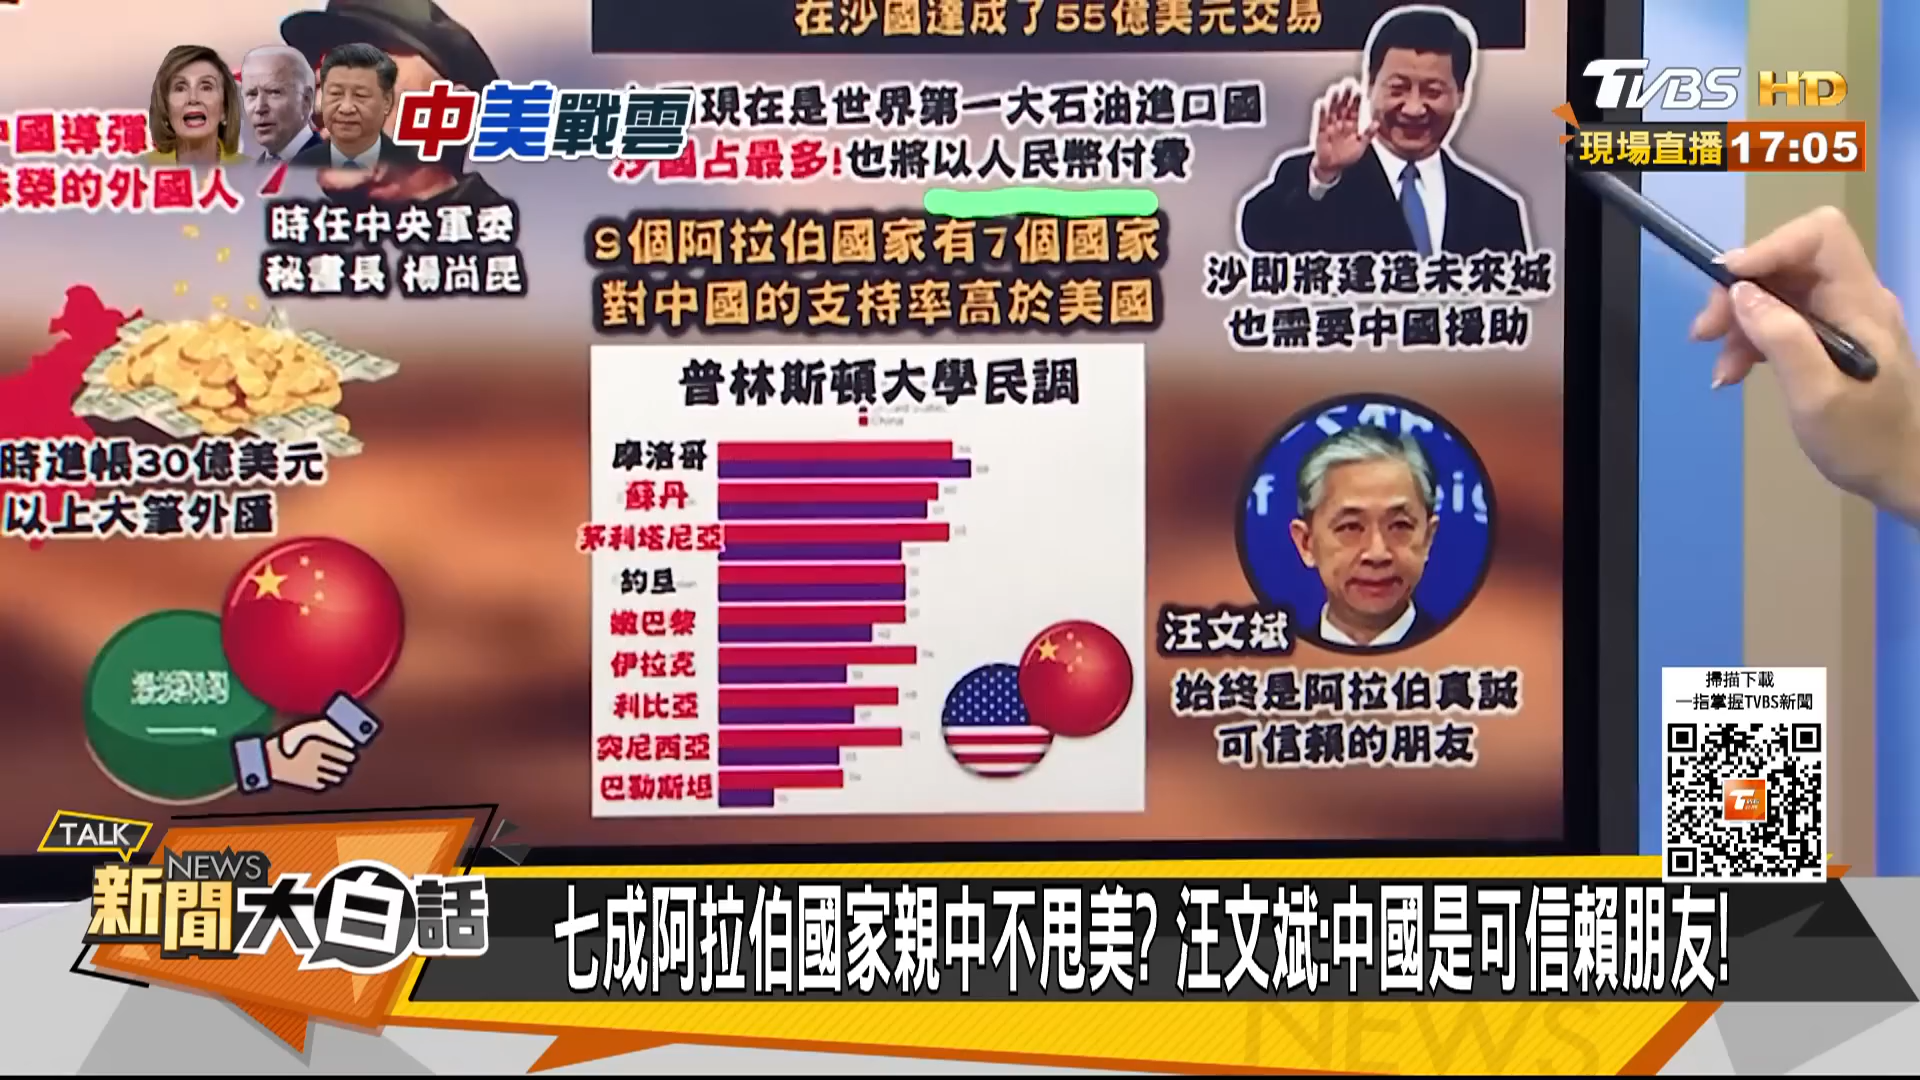 在沙國達成了55億美元交易
TVBS HD
現場直播 17:05
中美戰雲
現在是世界第一大石油進口國
沙國占最多!也將以人民幣付費
國導彈
榮的外國人
時任中央軍委
秘書長 楊尚昆
9個阿拉伯國家有7個國家
對中國的支持率高於美國
沙即將建造未來城
也需要中國援助
普林斯頓大學民調
China
摩洛哥
蘇丹
茅利塔尼亞
約旦
嫩巴黎
伊拉克
利比亞
突尼西亞
巴勒斯坦
時進帳30億美元
以上大筆外匯
汪文斌
始終是阿拉伯真誠
可信賴的朋友
掃描下載
一指掌握TVBS新聞
TALK
NEWS
新聞大白話
七成阿拉伯國家親中不甩美? 汪文斌:中國是可信賴朋友!
NEWS